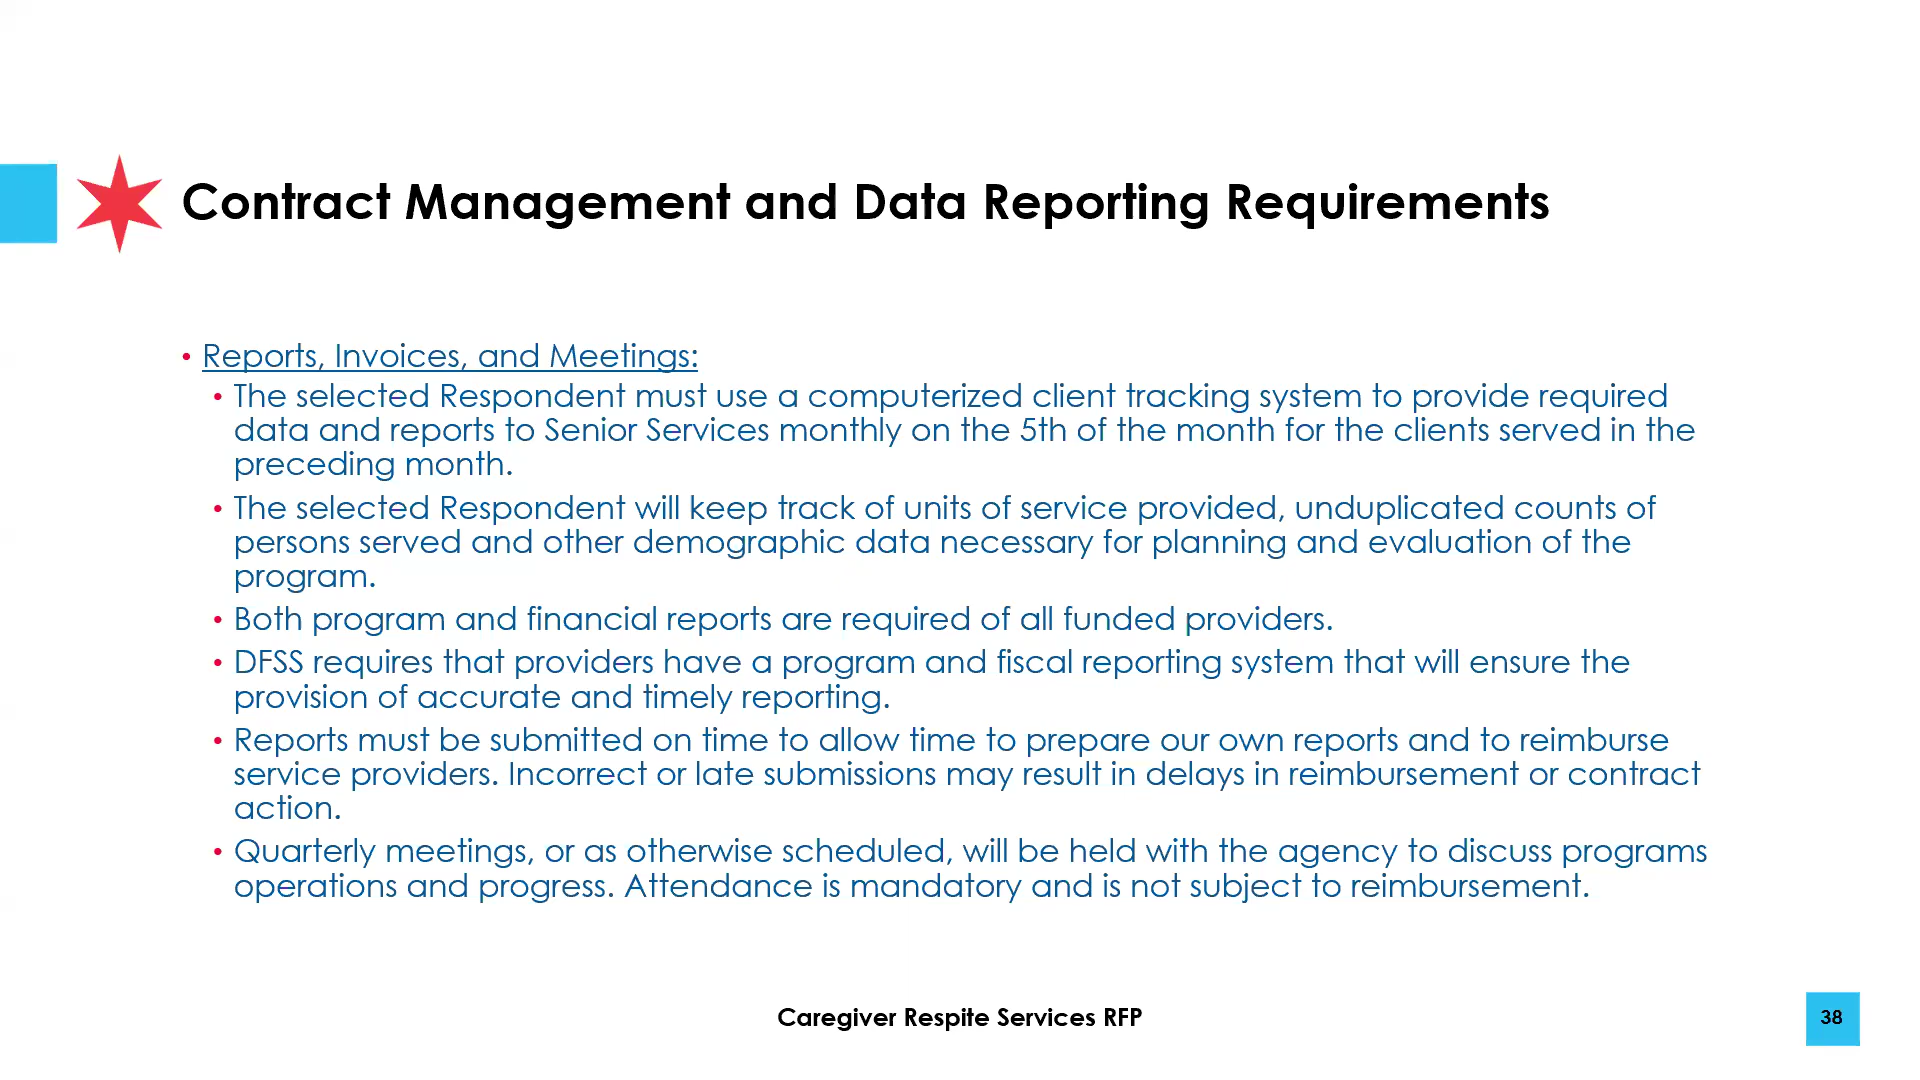 Contract Management and Data Reporting Requirements
• Reports, Invoices, and Meetings:
• The selected Respondent must use a computerized client tracking system to provide required
data and reports to Senior Services monthly on the 5th of the month for the clients served in the
preceding month.
• The selected Respondent will keep track of units of service provided, unduplicated counts of
persons served and other demographic data necessary for planning and evaluation of the
program.
• Both program and financial reports are required of all funded providers.
• DFSS requires that providers have a program and fiscal reporting system that will ensure the
provision of accurate and timely reporting.
• Reports must be submitted on time to allow time to prepare our own reports and to reimburse
service providers. Incorrect or late submissions may result in delays in reimbursement or contract
action.
• Quarterly meetings, or as otherwise scheduled, will be held with the agency to discuss programs
operations and progress. Attendance is mandatory and is not subject to reimbursement.
Caregiver Respite Services RFP
38